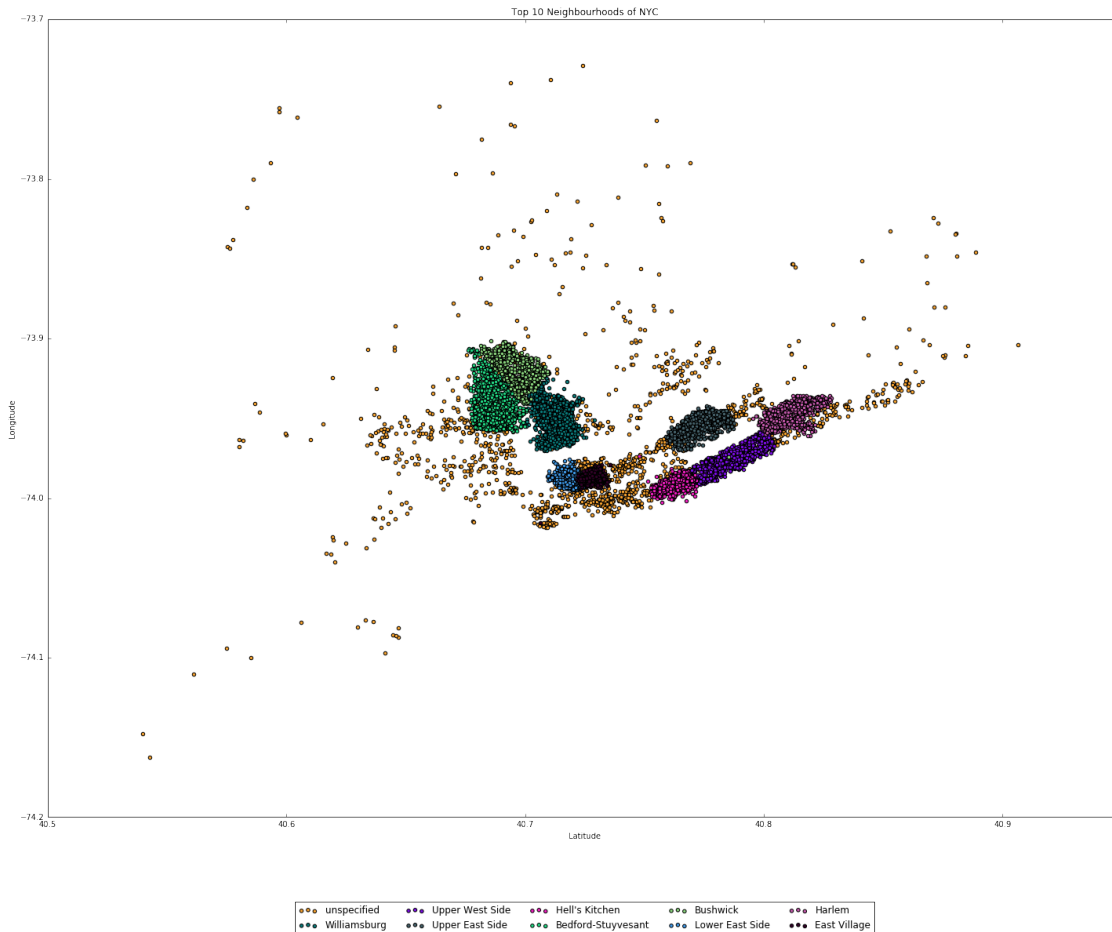 Top 10 Neighbourhoods of NYC
−73.7
−73.8
−73.9
−74.0
−74.1
−74.2
Longitude
40.5 40.6 40.7 40.8 40.9
Latitude
unspecified Upper West Side Hell's Kitchen Bushwick Harlem
Williamsburg Upper East Side Bedford-Stuyvesant Lower East Side East Village